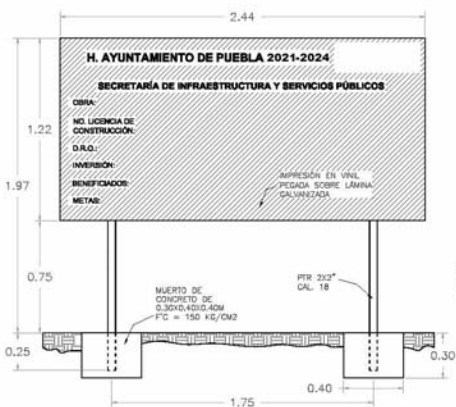 2.44
H. AYUNTAMIENTO DE PUEBLA 2021-2024
SECRETARÍA DE INFRAESTRUCTURA Y SERVICIOS PÚBLICOS
OBRA:
NO. LICENCIA DE
CONSTRUCCIÓN:
D.R.O.:
INVERSIÓN:
BENEFICIADOS:
METAS:
1.22
1.97
IMPRESIÓN EN VINIL
PEGADA SOBRE LÁMINA
GALVANIZADA
0.75
MUERTO DE
CONCRETO DE
0.30X0.40X0.40M
F'C = 150 KG/CM2
PTR 2X2"
CAL. 18
0.25
0.30
0.40
1.75